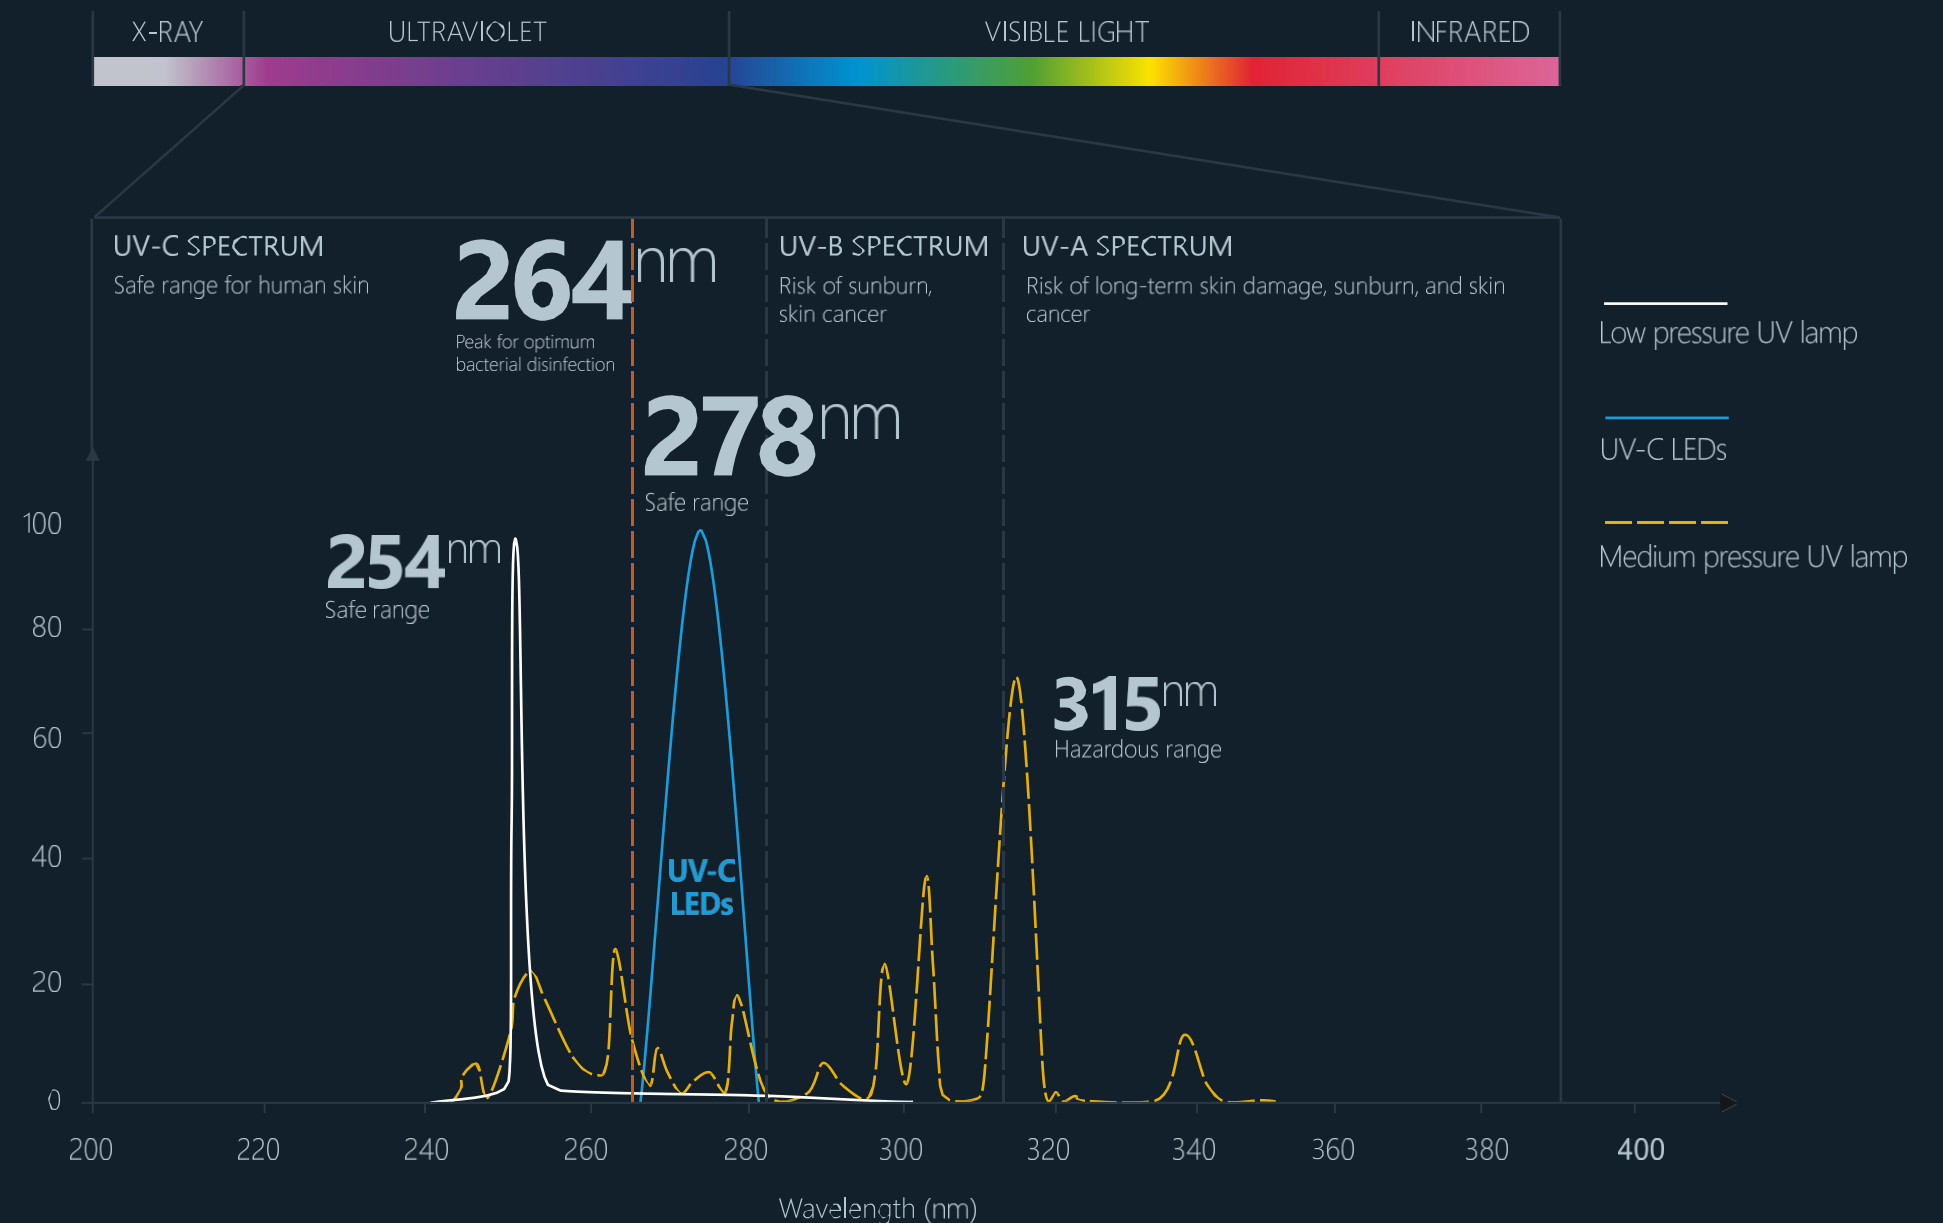 X-RAY
ULTRAVIOLET
VISIBLE LIGHT
INFRARED
UV-C SPECTRUM
Safe range for human skin
264nm
Peak for optimum
bacterial disinfection
UV-B SPECTRUM
Risk of sunburn,
skin cancer
UV-A SPECTRUM
Risk of long-term skin damage, sunburn, and skin
cancer
278nm
Safe range
254nm
Safe range
315nm
Hazardous range
UV-C
LEDs
Low pressure UV lamp
UV-C LEDs
Medium pressure UV lamp
100
80
60
40
20
0
200
220
240
260
280
300
320
340
360
380
400
Wavelength (nm)